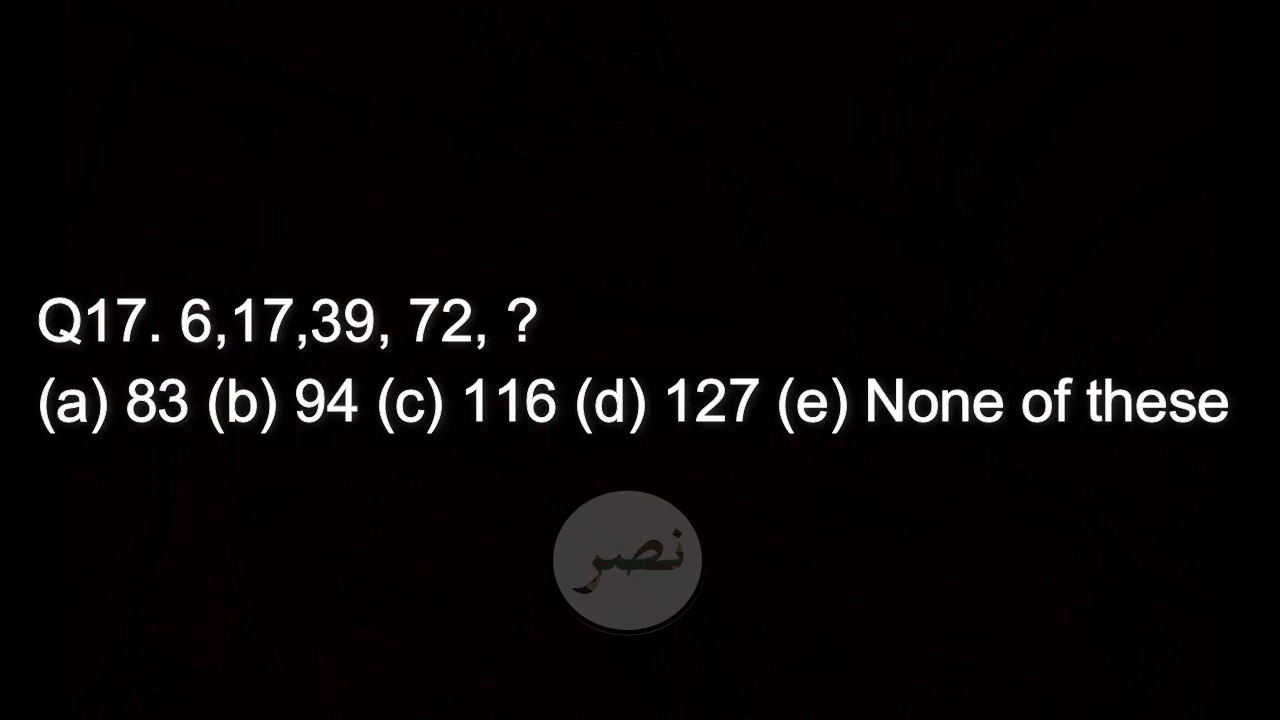 Q17. 6,17,39, 72, ?
(a) 83 (b) 94 (c) 116 (d) 127 (e) None of these
نصر